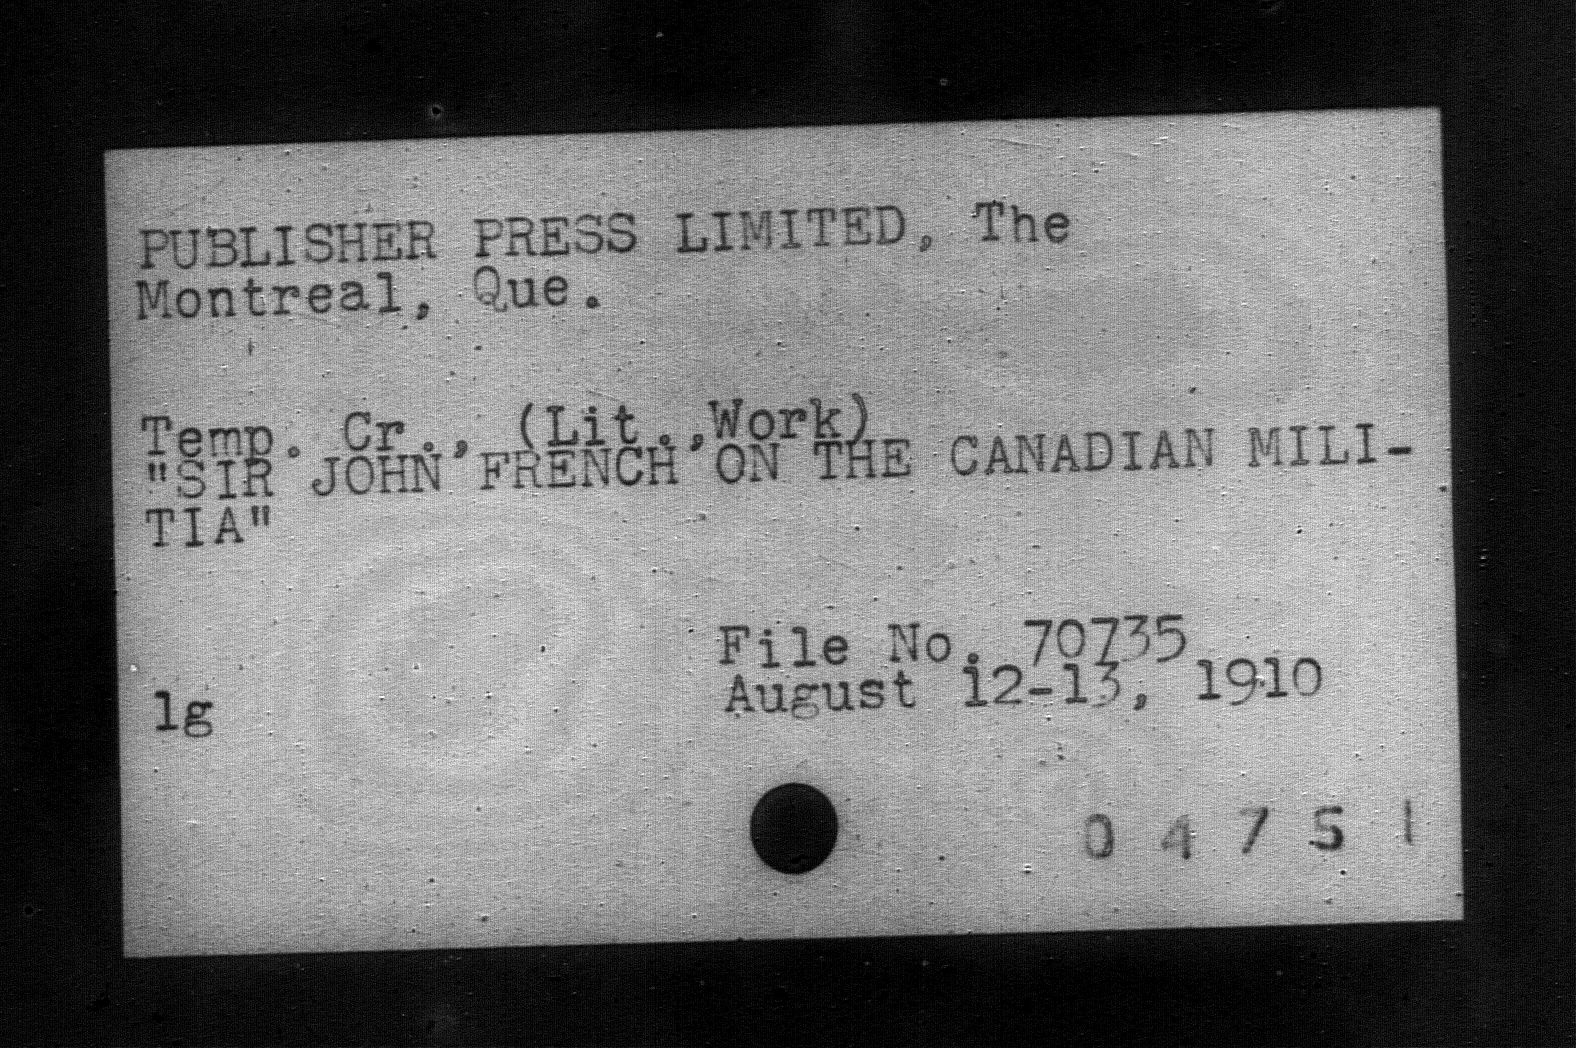 PUBLISHER PRESS LIMITED, The
Montreal, Que.
Temp. Cr., (Lit.,Work)
"SIR JOHN FRENCH ON THE CANADIAN MILI-
TIA"
File No. 70735
lg August 12-13, 1910
0 4 7 5 1